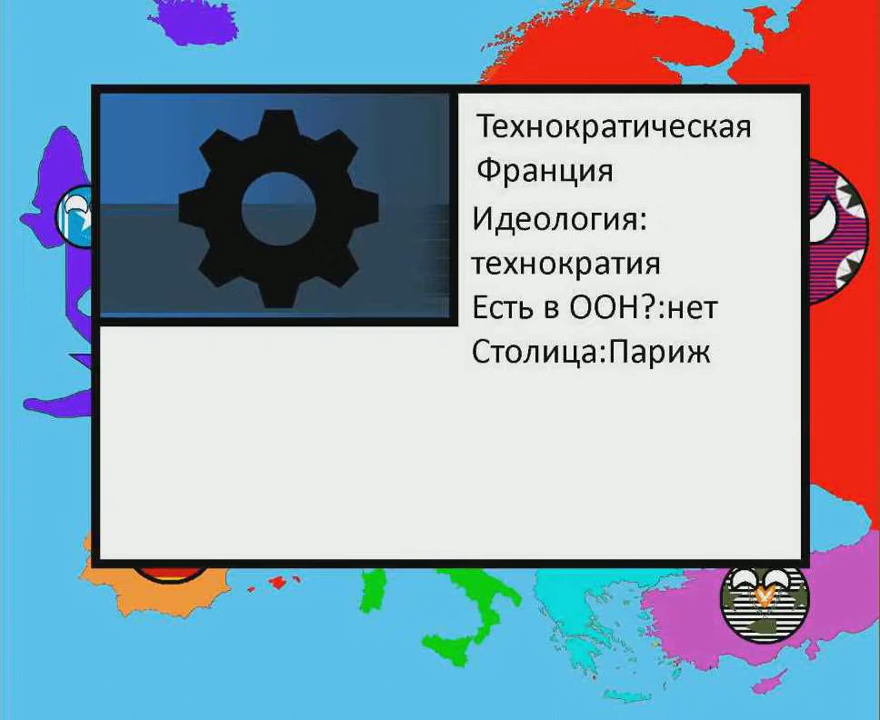 Технократическая
Франция
Идеология:
технократия
Есть в ООН?:нет
Столица:Париж